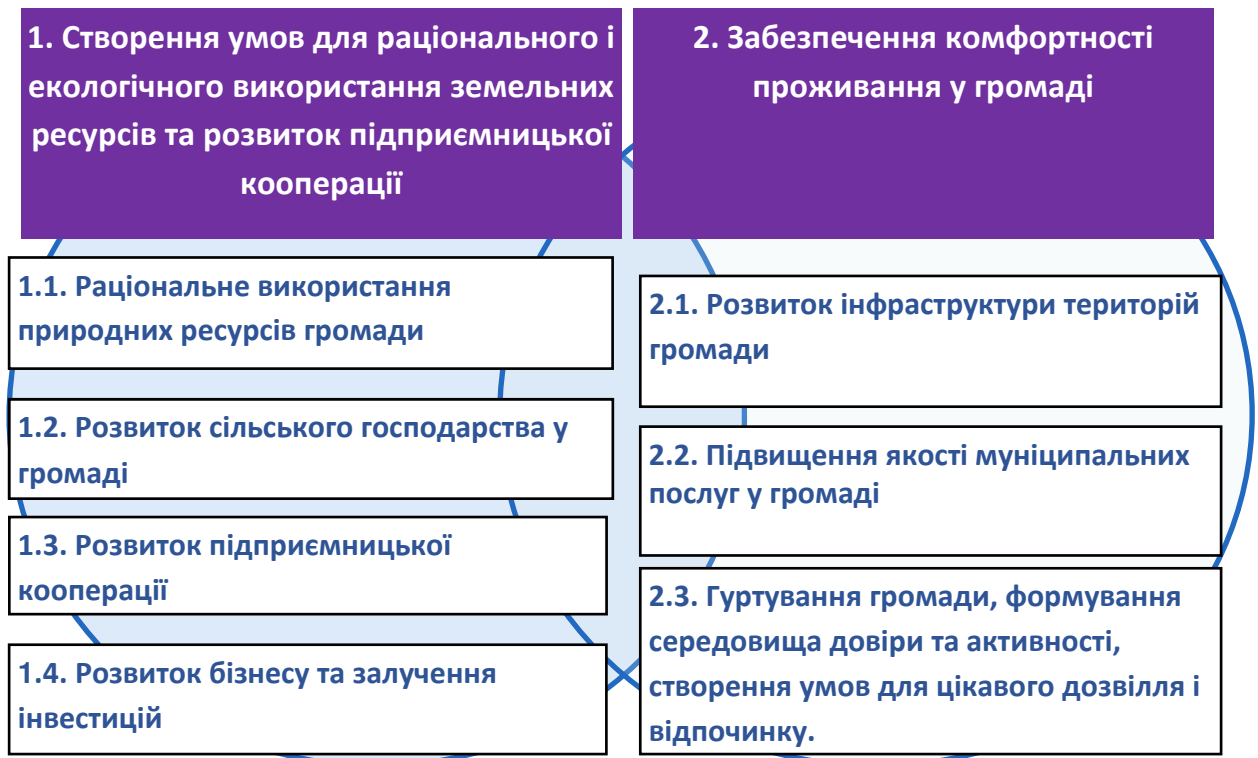 1. Створення умов для раціонального і
екологічного використання земельних
ресурсів та розвиток підприємницької
кооперації
2. Забезпечення комфортності
проживання у громаді
1.1. Раціональне використання
природних ресурсів громади
1.2. Розвиток сільського господарства у
громаді
1.3. Розвиток підприємницької
кооперації
1.4. Розвиток бізнесу та залучення
інвестицій
2.1. Розвиток інфраструктури територій
громади
2.2. Підвищення якості муніципальних
послуг у громаді
2.3. Гуртування громади, формування
середовища довіри та активності,
створення умов для цікавого дозвілля і
відпочинку.